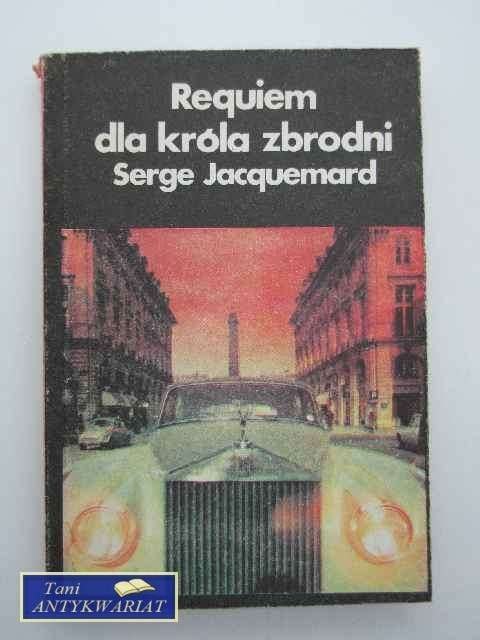 Requiem
dla króla zbrodni
Serge Jacquemard
Tani
ANTYKWARIAT